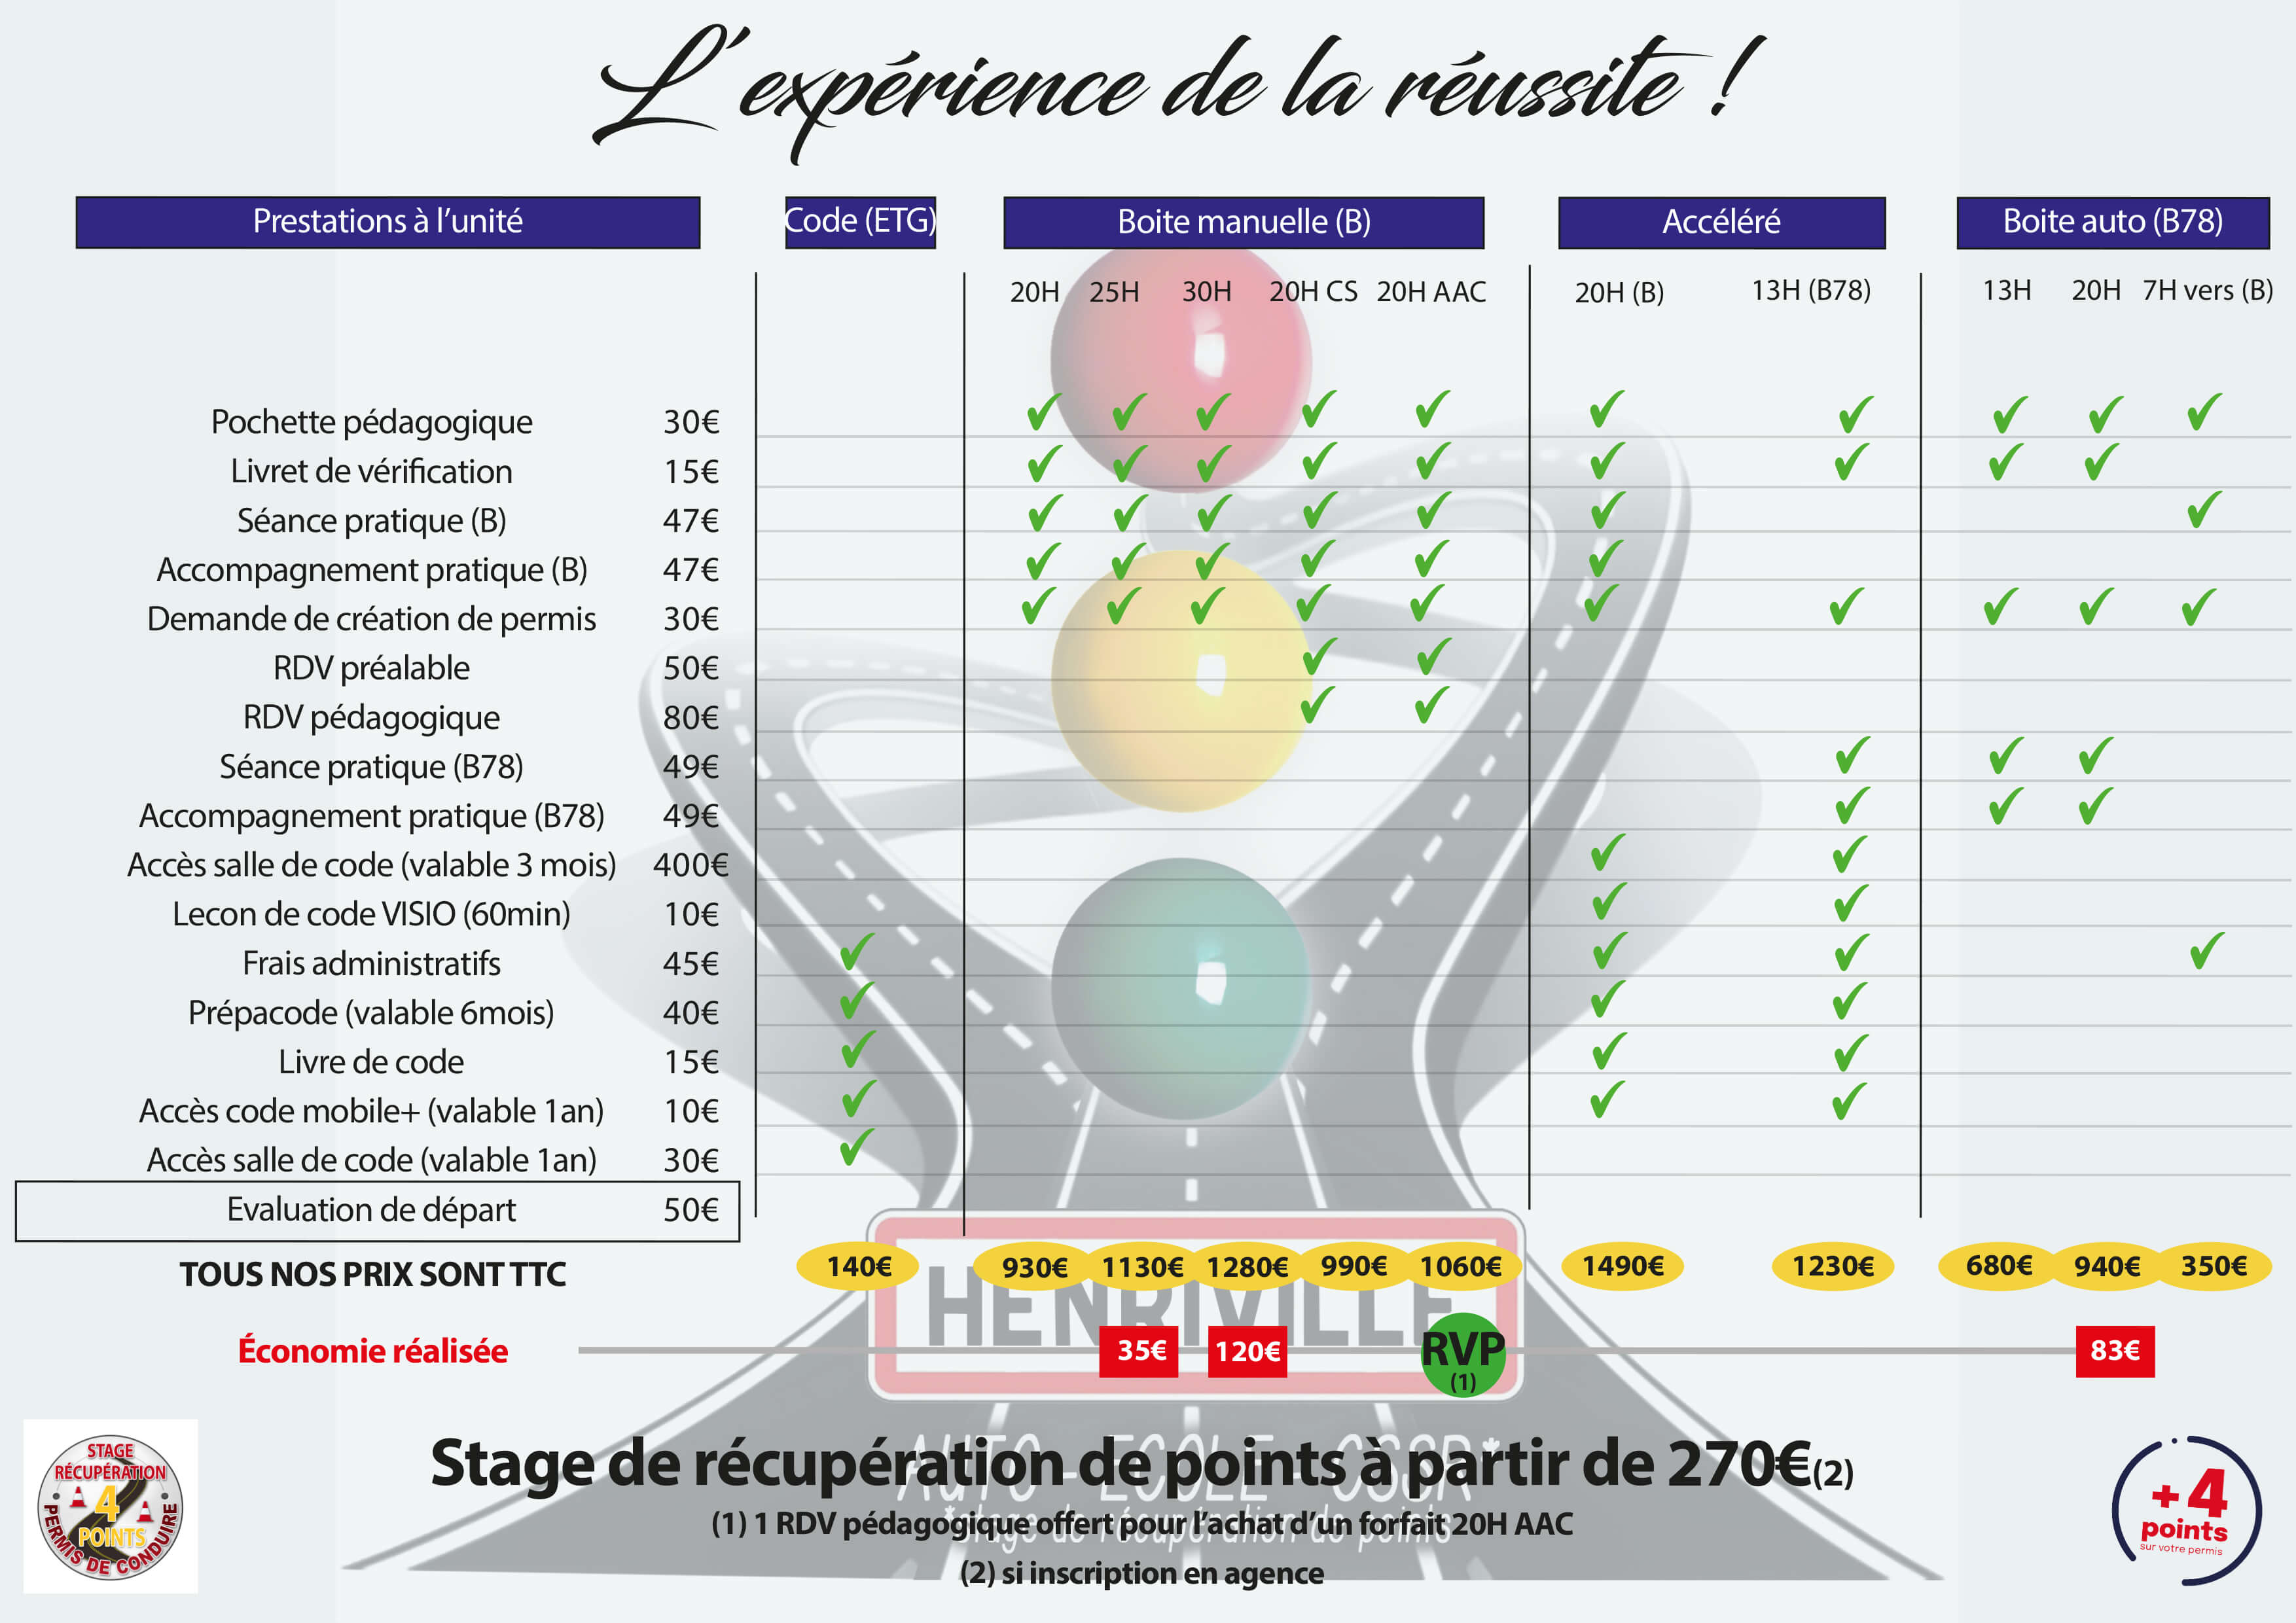 L'expérience de la réussite !
Prestations à l'unité
Code (ETG)
Boite manuelle (B)
Accéléré
Boite auto (B78)
20H 25H 30H 20H CS 20H AAC 20H (B) 13H (B78) 13H 20H 7H vers (B)
Pochette pédagogique 30€
Livret de vérification 15€
Séance pratique (B) 47€
Accompagnement pratique (B) 47€
Demande de création de permis 30€
RDV préalable 50€
RDV pédagogique 80€
Séance pratique (B78) 49€
Accompagnement pratique (B78) 49€
Accès salle de code (valable 3 mois) 400€
Lecon de code VISIO (60min) 10€
Frais administratifs 45€
Prépacode (valable 6mois) 40€
Livre de code 15€
Accès code mobile+ (valable 1an) 10€
Accès salle de code (valable 1an) 30€
Evaluation de départ 50€
TOUS NOS PRIX SONT TTC 140€ 930€ 1130€ 1280€ 990€ 1060€ 1490€ 1230€ 680€ 940€ 350€
HENRIVILLE
Économie réalisée 35€ 120€ RVP (1) 83€
AUTO - ECOLE - CSSR*
*stage de récupération de points
Stage de récupération de points à partir de 270€(2)
(1) 1 RDV pédagogique offert pour l'achat d'un forfait 20H AAC
(2) si inscription en agence
STAGE
RÉCUPÉRATION
4
POINTS
PERMIS DE CONDUIRE
+4
points
sur votre permis